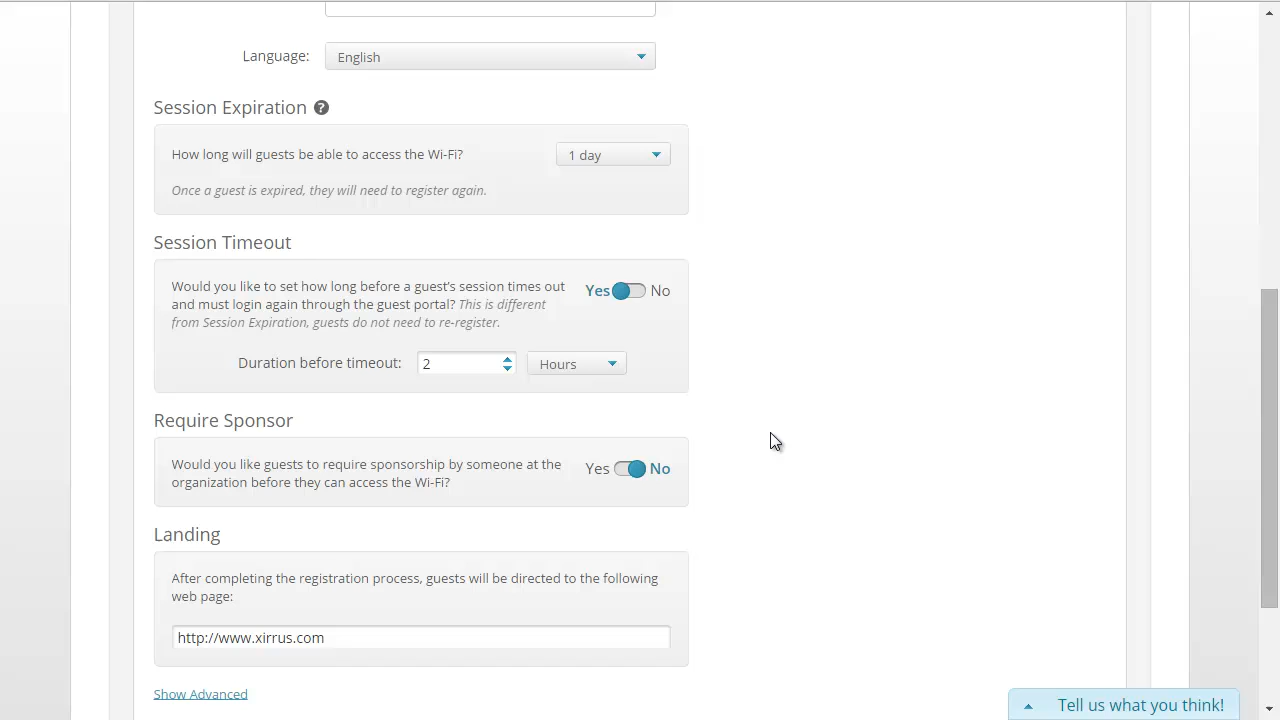 Language: English
Session Expiration ?
How long will guests be able to access the Wi-Fi? 1 day
Once a guest is expired, they will need to register again.
Session Timeout
Would you like to set how long before a guest's session times out
and must login again through the guest portal? This is different
from Session Expiration, guests do not need to re-register.
Yes No
Duration before timeout: 2 Hours
Require Sponsor
Would you like guests to require sponsorship by someone at the
organization before they can access the Wi-Fi?
Yes No
Landing
After completing the registration process, guests will be directed to the following
web page:
http://www.xirrus.com
Show Advanced
Tell us what you think!